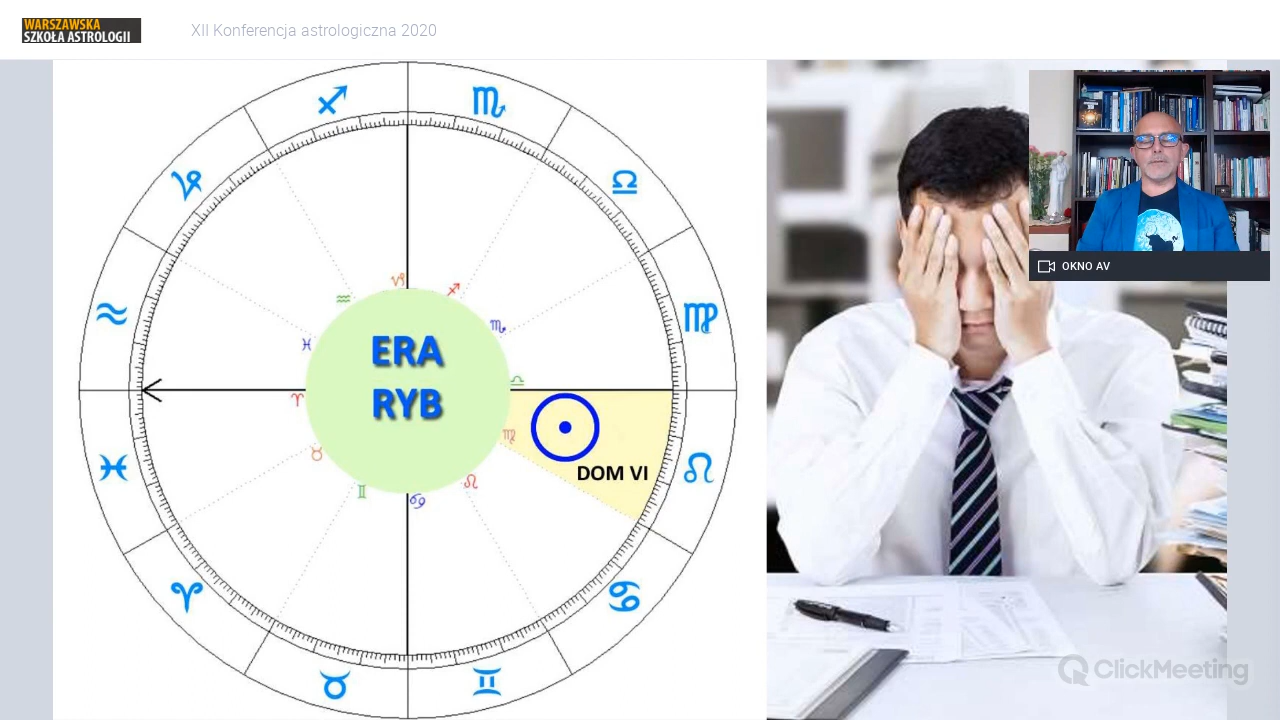 WARSZAWSKA
SZKOŁA ASTROLOGII
XII Konferencja astrologiczna 2020
OKNO AV
ERA
RYB
DOM VI
ClickMeeting